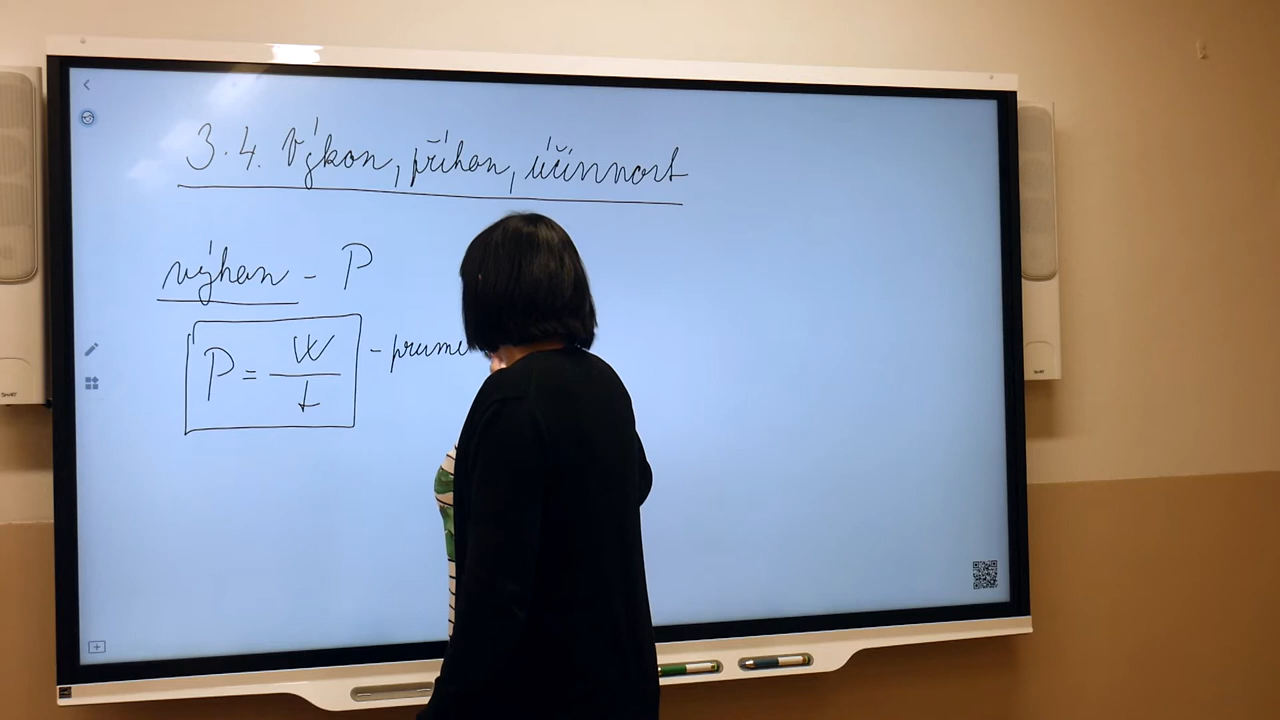 3.4. Výkon, příkon, účinnost
výkon - P
P = W / t - prume